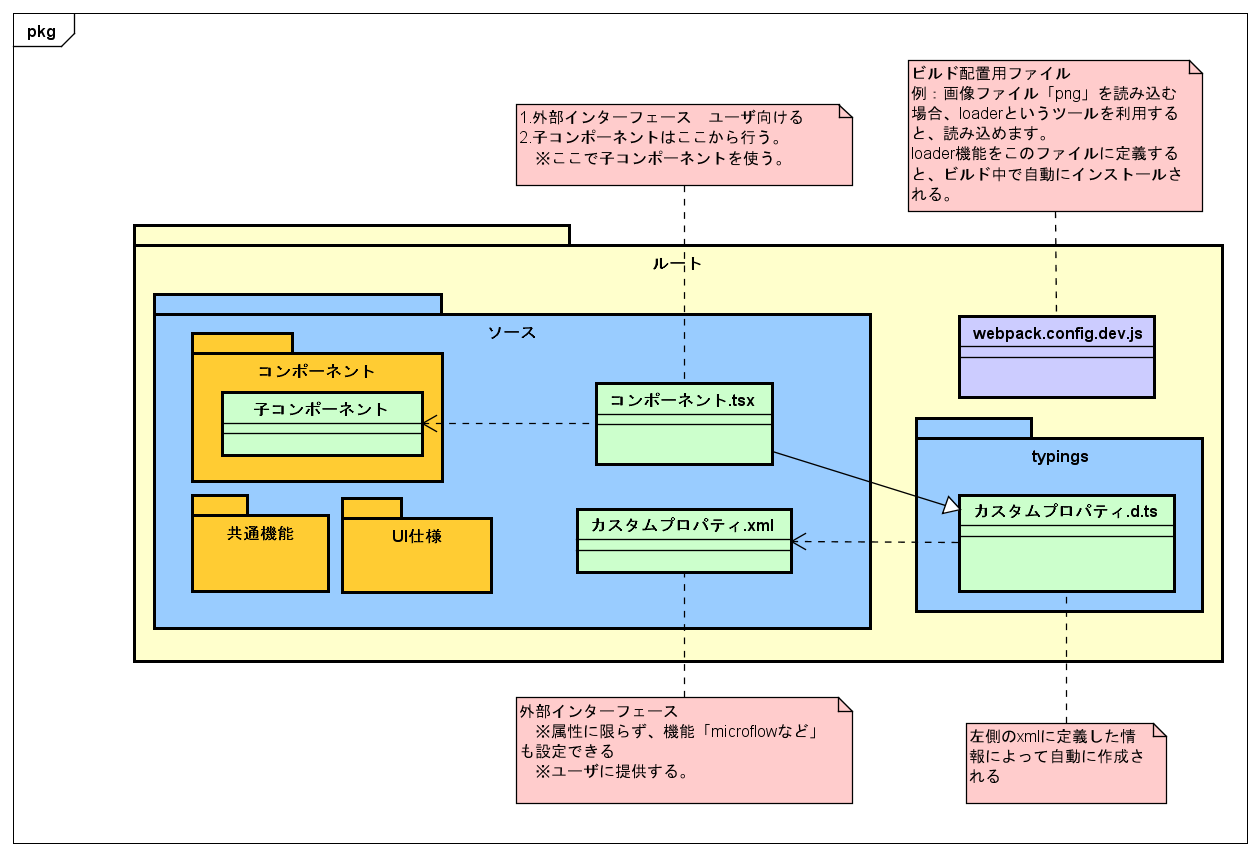 pkg
ビルド配置用ファイル
例：画像ファイル「png」を読み込む
場合、loaderというツールを利用する
と、読み込めます。
loader機能をこのファイルに定義する
と、ビルド中で自動にインストールさ
れる。
1.外部インターフェース　ユーザ向ける
2.子コンポーネントはここから行う。
　※ここで子コンポーネントを使う。
ルート
ソース
コンポーネント
子コンポーネント
コンポーネント.tsx
webpack.config.dev.js
typings
カスタムプロパティ.d.ts
カスタムプロパティ.xml
共通機能
UI仕様
外部インターフェース
　※属性に限らず、機能「microflowなど」
も設定できる
　※ユーザに提供する。
左側のxmlに定義した情
報によって自動に作成さ
れる